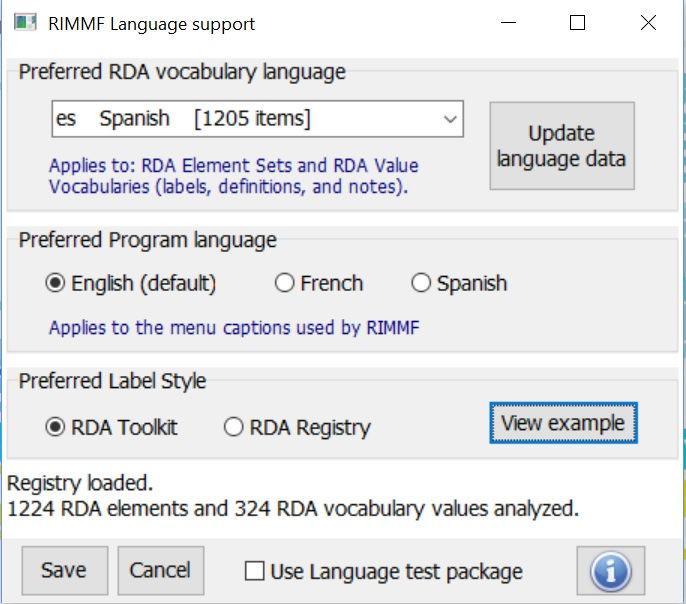 RIMMF Language support
Preferred RDA vocabulary language
es Spanish [1205 items]
Update
language data
Applies to: RDA Element Sets and RDA Value
Vocabularies (labels, definitions, and notes).
Preferred Program language
English (default) French Spanish
Applies to the menu captions used by RIMMF
Preferred Label Style
RDA Toolkit RDA Registry View example
Registry loaded.
1224 RDA elements and 324 RDA vocabulary values analyzed.
Save Cancel Use Language test package